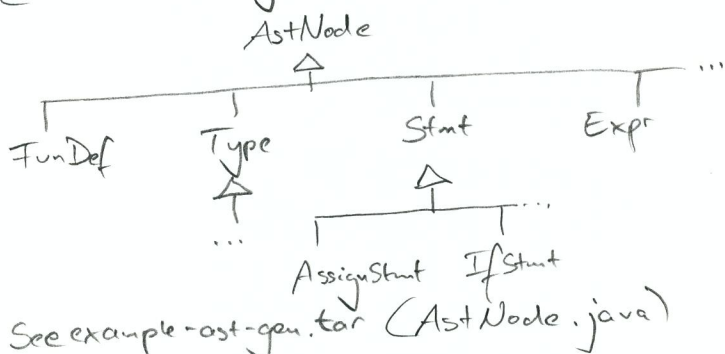 AstNode
...
FunDef Type Stmt Expr
... ...
AssignStmt IfStmt
See example-ast-gen.tar (AstNode.java)